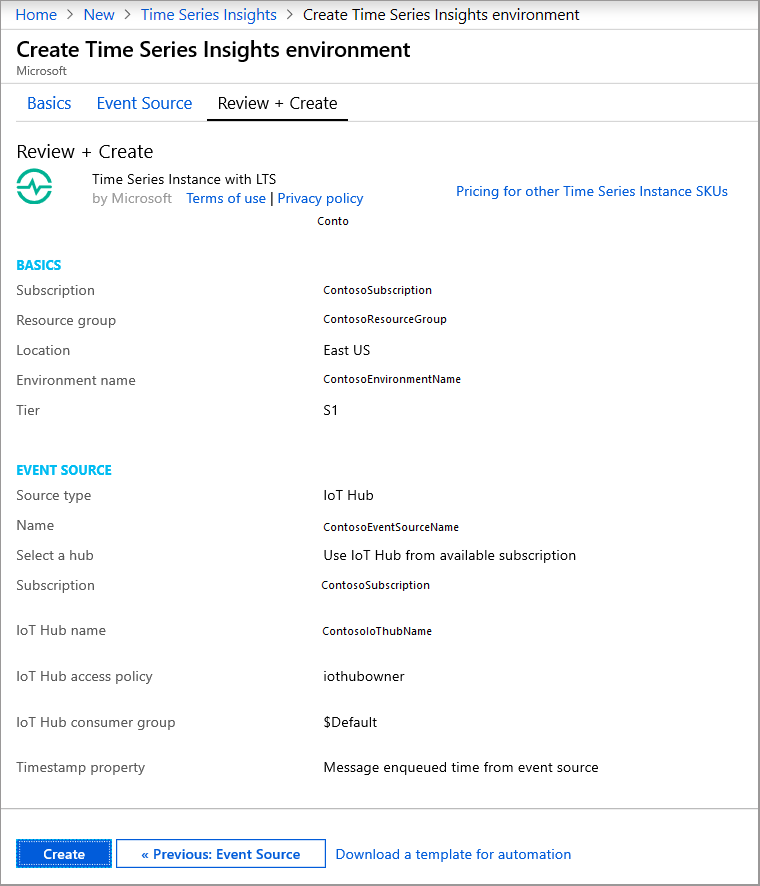 Home > New > Time Series Insights > Create Time Series Insights environment
Create Time Series Insights environment
Microsoft
Basics Event Source Review + Create
Review + Create
Time Series Instance with LTS
by Microsoft Terms of use | Privacy policy
Pricing for other Time Series Instance SKUs
Conto
BASICS
Subscription ContosoSubscription
Resource group ContosoResourceGroup
Location East US
Environment name ContosoEnvironmentName
Tier S1
EVENT SOURCE
Source type IoT Hub
Name ContosoEventSourceName
Select a hub Use IoT Hub from available subscription
Subscription ContosoSubscription
IoT Hub name ContosoIoThubName
IoT Hub access policy iothubowner
IoT Hub consumer group $Default
Timestamp property Message enqueued time from event source
Create « Previous: Event Source Download a template for automation